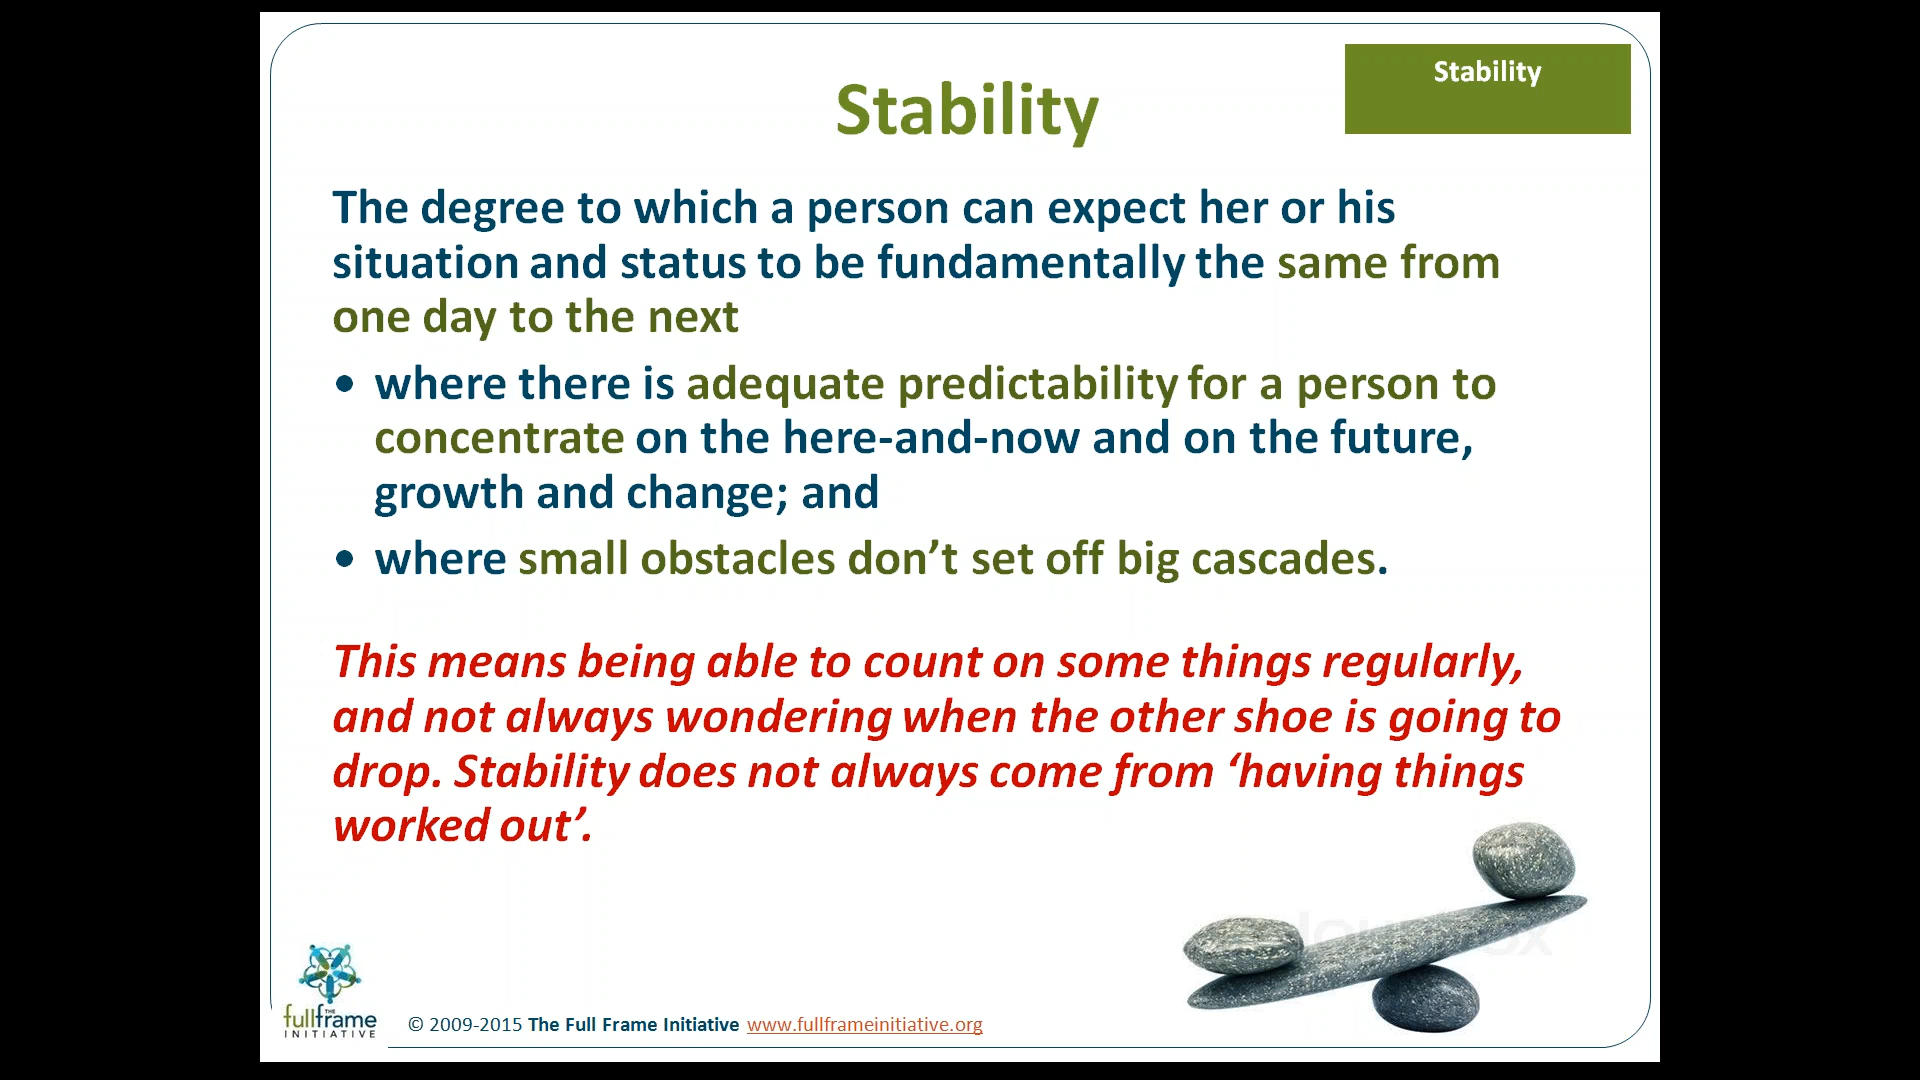 Stability
Stability
The degree to which a person can expect her or his
situation and status to be fundamentally the same from
one day to the next
• where there is adequate predictability for a person to
concentrate on the here-and-now and on the future,
growth and change; and
• where small obstacles don’t set off big cascades.
This means being able to count on some things regularly,
and not always wondering when the other shoe is going to
drop. Stability does not always come from ‘having things
worked out’.
THE
fullframe
INITIATIVE
© 2009-2015 The Full Frame Initiative www.fullframeinitiative.org